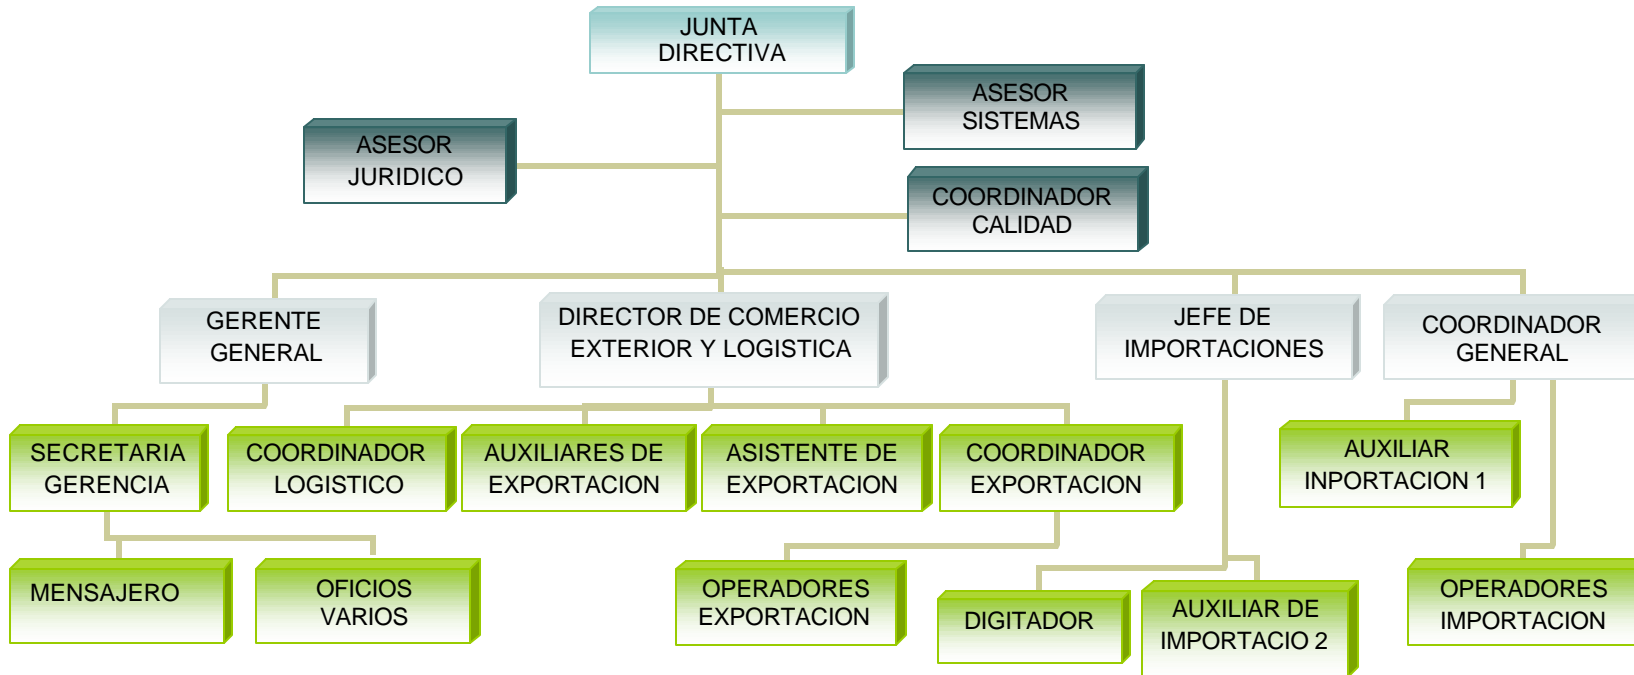 JUNTA
DIRECTIVA
ASESOR
SISTEMAS
ASESOR
JURIDICO
COORDINADOR
CALIDAD
GERENTE
GENERAL
DIRECTOR DE COMERCIO
EXTERIOR Y LOGISTICA
JEFE DE
IMPORTACIONES
COORDINADOR
GENERAL
SECRETARIA
GERENCIA
COORDINADOR
LOGISTICO
AUXILIARES DE
EXPORTACION
ASISTENTE DE
EXPORTACION
COORDINADOR
EXPORTACION
AUXILIAR
INPORTACION 1
MENSAJERO
OFICIOS
VARIOS
OPERADORES
EXPORTACION
DIGITADOR
AUXILIAR DE
IMPORTACIO 2
OPERADORES
IMPORTACION